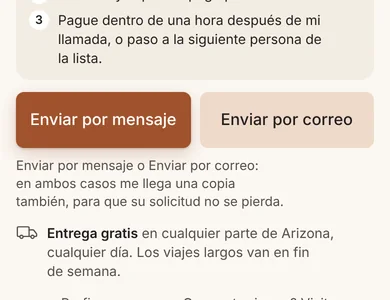 3 Pague dentro de una hora después de mi
llamada, o paso a la siguiente persona de
la lista.
Enviar por mensaje
Enviar por correo
Enviar por mensaje o Enviar por correo:
en ambos casos me llega una copia
también, para que su solicitud no se pierda.
Entrega gratis en cualquier parte de Arizona,
cualquier día. Los viajes largos van en fin
de semana.